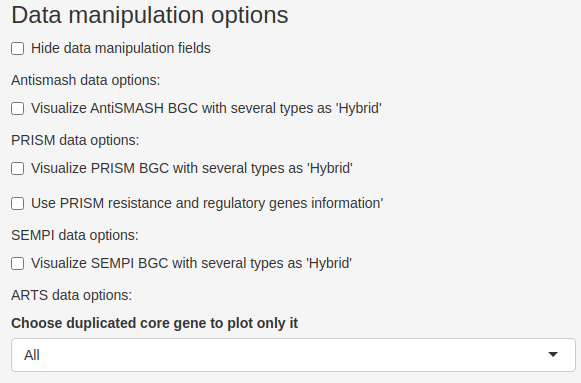 Data manipulation options
Hide data manipulation fields
Antismash data options:
Visualize AntiSMASH BGC with several types as 'Hybrid'
PRISM data options:
Visualize PRISM BGC with several types as 'Hybrid'
Use PRISM resistance and regulatory genes information'
SEMPI data options:
Visualize SEMPI BGC with several types as 'Hybrid'
ARTS data options:
Choose duplicated core gene to plot only it
All